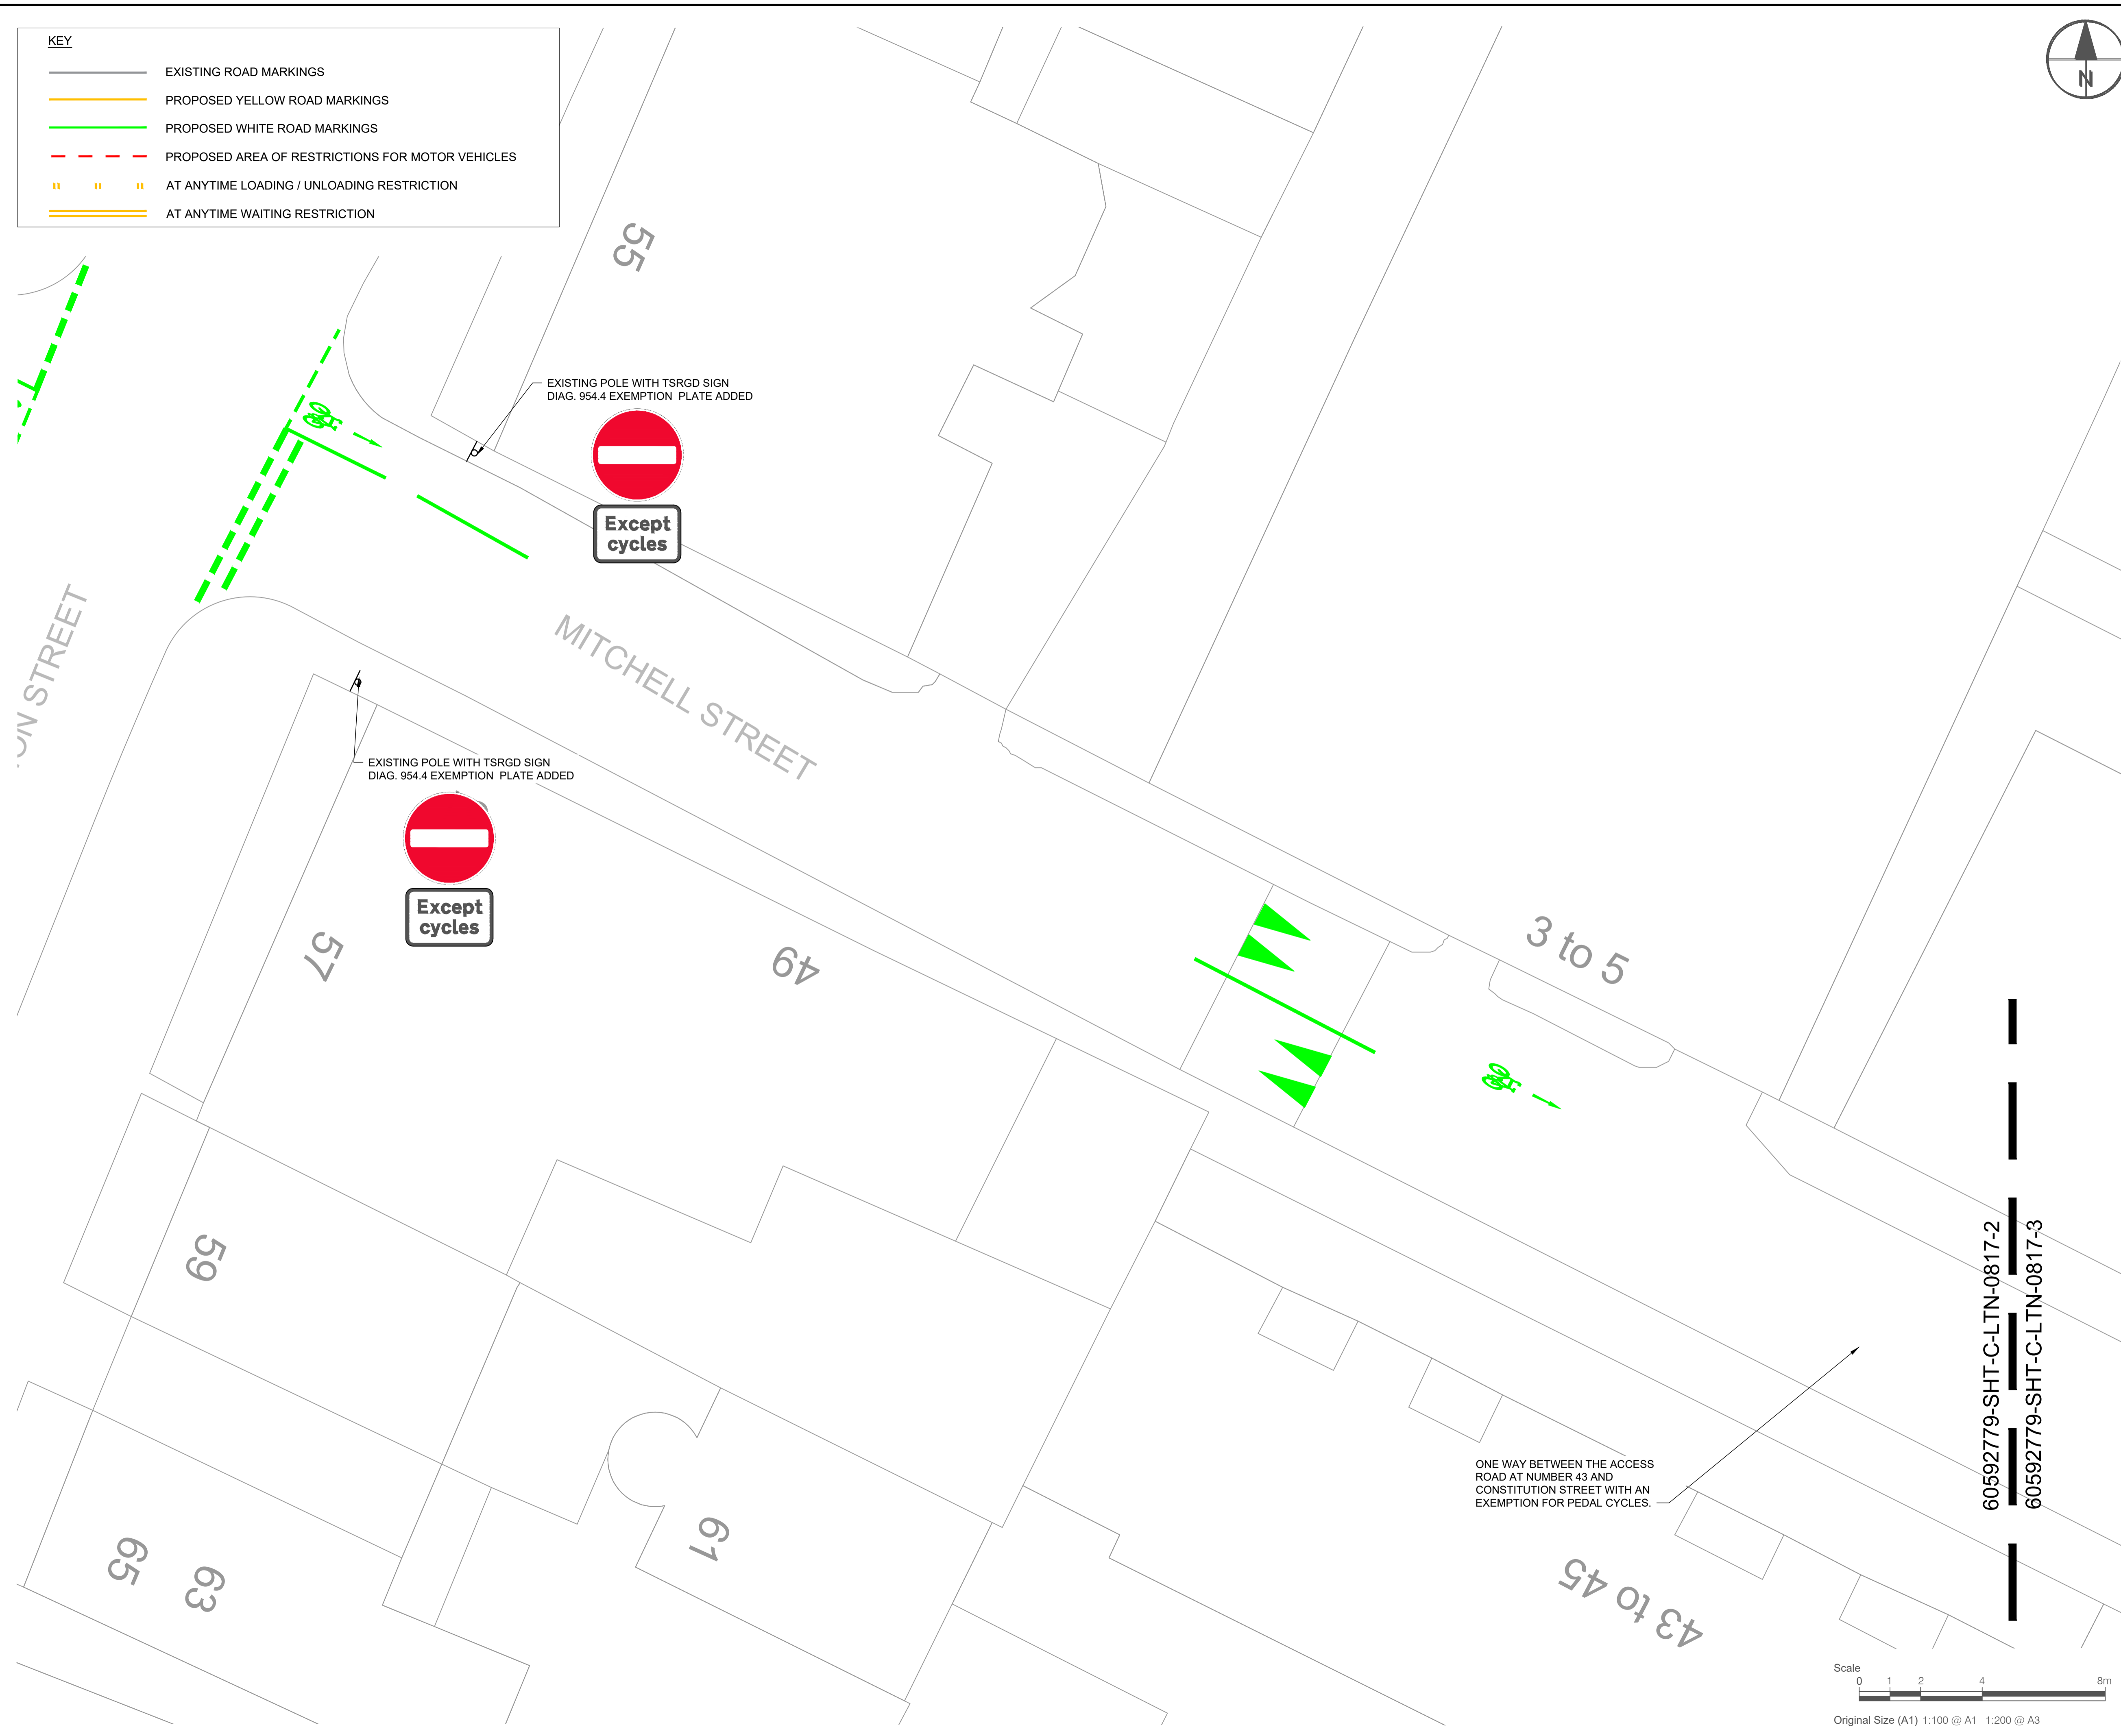 KEY
EXISTING ROAD MARKINGS
PROPOSED YELLOW ROAD MARKINGS
PROPOSED WHITE ROAD MARKINGS
PROPOSED AREA OF RESTRICTIONS FOR MOTOR VEHICLES
AT ANYTIME LOADING / UNLOADING RESTRICTION
AT ANYTIME WAITING RESTRICTION
N
55
EXISTING POLE WITH TSRGD SIGN
DIAG. 954.4 EXEMPTION PLATE ADDED
Except
cycles
MITCHELL STREET
STREET
EXISTING POLE WITH TSRGD SIGN
DIAG. 954.4 EXEMPTION PLATE ADDED
Except
cycles
57
49
3 to 5
59
61
65
63
ONE WAY BETWEEN THE ACCESS
ROAD AT NUMBER 43 AND
CONSTITUTION STREET WITH AN
EXEMPTION FOR PEDAL CYCLES.
43 to 45
60592779-SHT-C-LTN-0817-2
60592779-SHT-C-LTN-0817-3
Scale
0 1 2 4 8m
Original Size (A1) 1:100 @ A1 1:200 @ A3